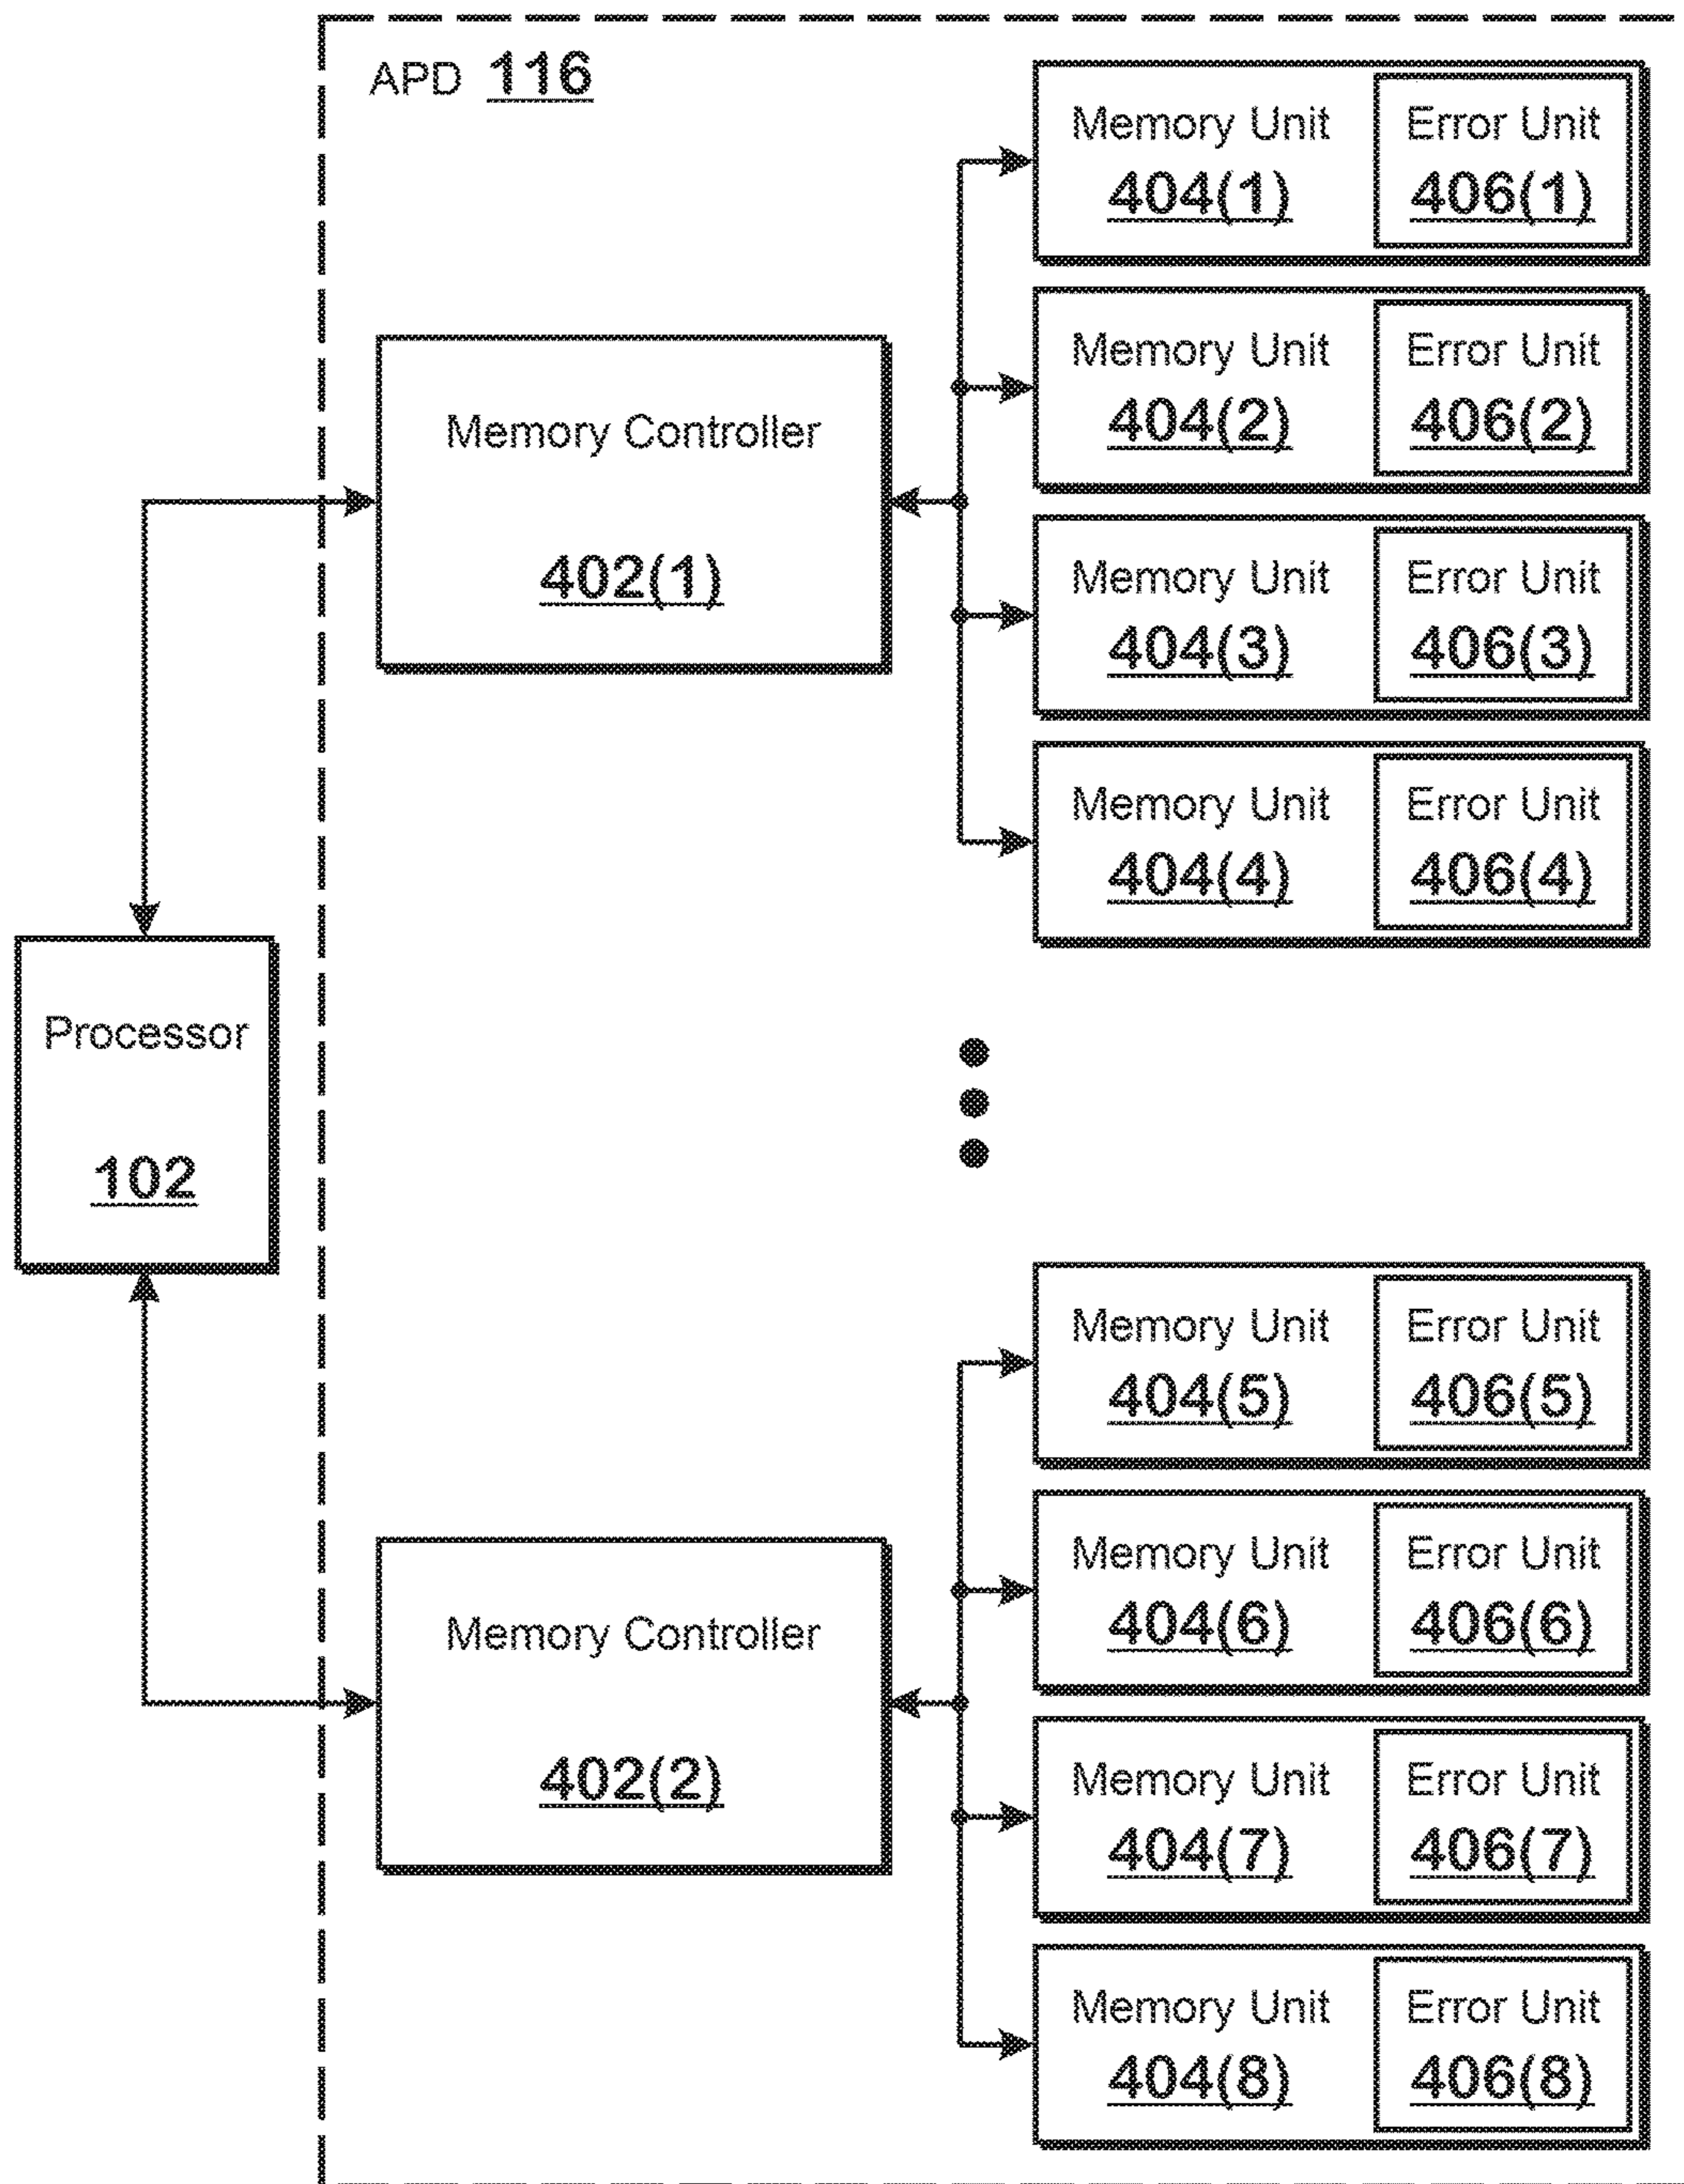 APD 116
Memory Unit Error Unit
404(1) 406(1)
Memory Unit Error Unit
404(2) 406(2)
Memory Controller
402(1)
Memory Unit Error Unit
404(3) 406(3)
Memory Unit Error Unit
404(4) 406(4)
Processor
102
Memory Unit Error Unit
404(5) 406(5)
Memory Unit Error Unit
404(6) 406(6)
Memory Controller
402(2)
Memory Unit Error Unit
404(7) 406(7)
Memory Unit Error Unit
404(8) 406(8)